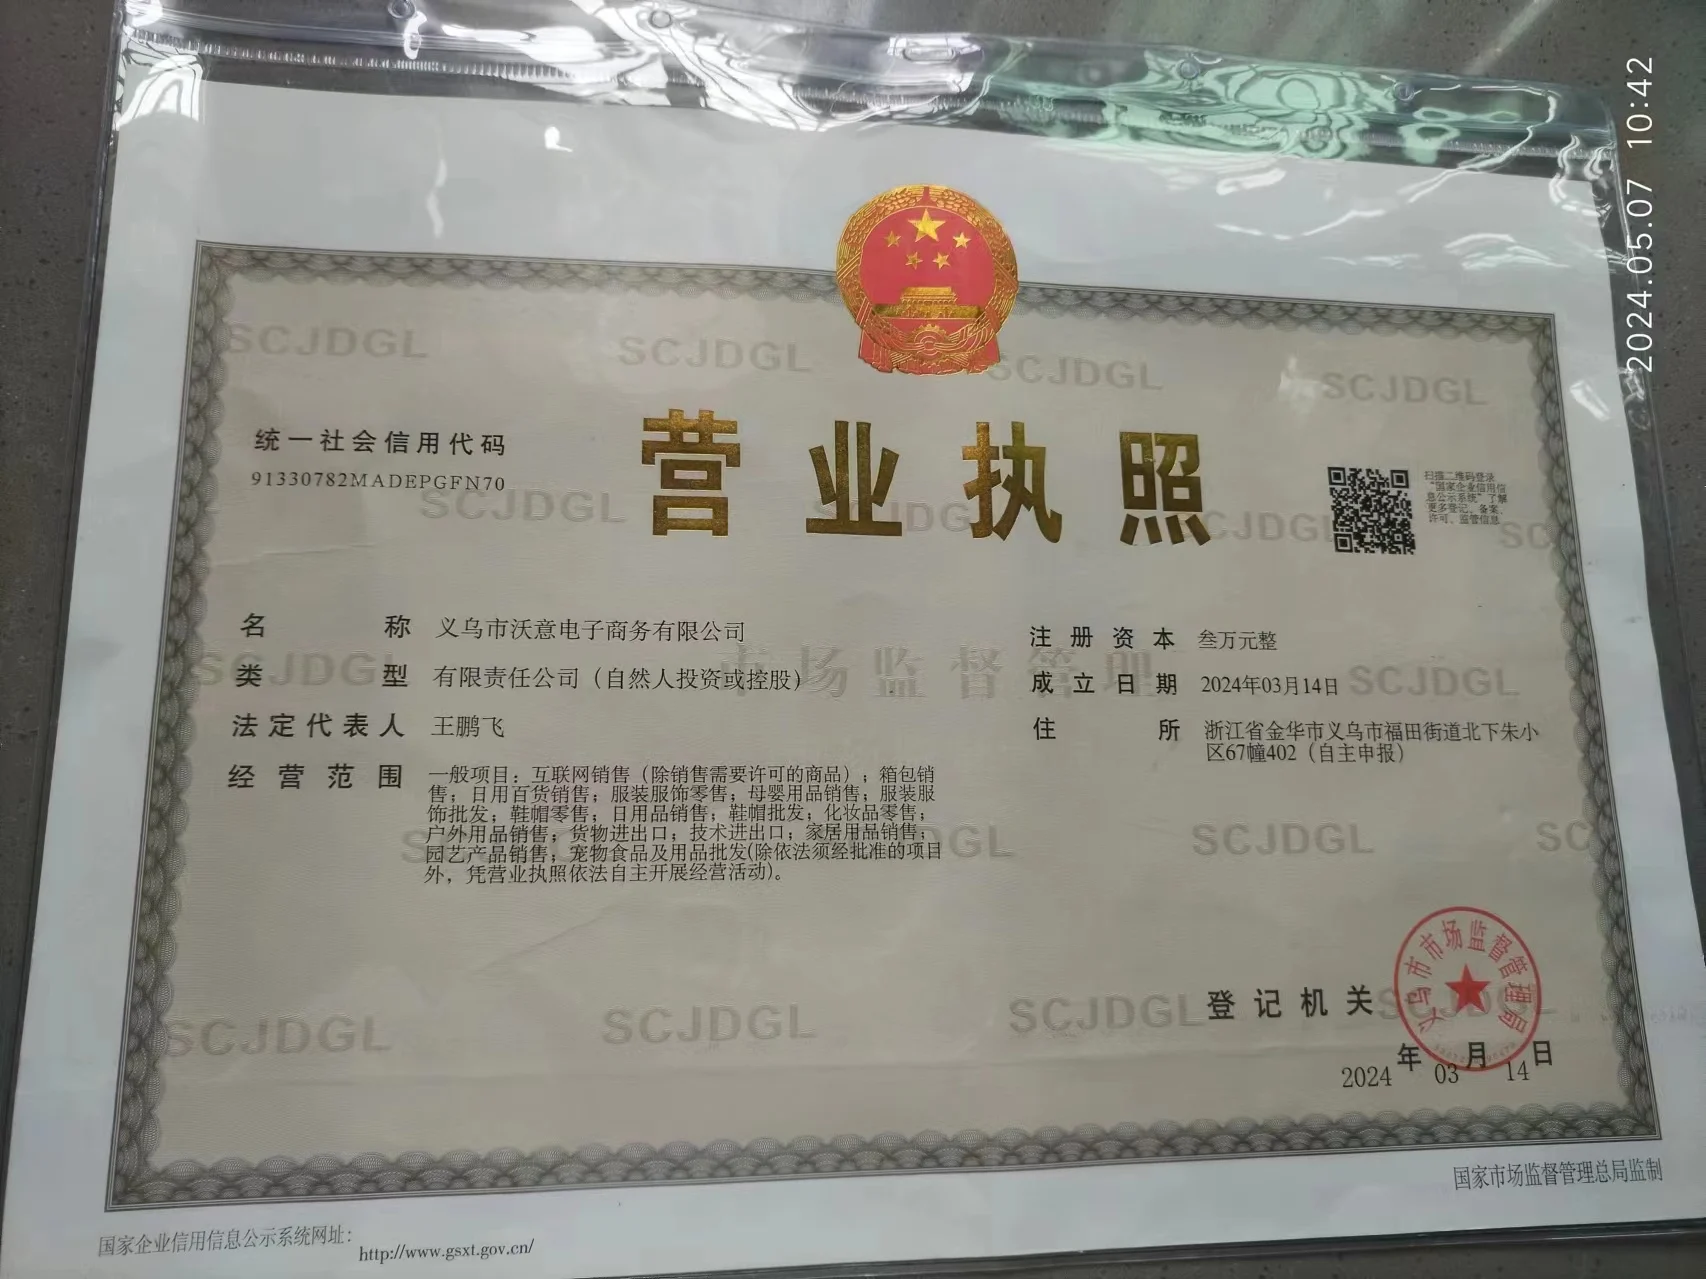 2024.05.07 10:42
营业执照
统一社会信用代码
91330782MADEPGFN70
扫描二维码登录
“国家企业信用信
息公示系统”了解
更多登记、备案、
许可、监管信息
名称 义乌市沃意电子商务有限公司
类型 有限责任公司（自然人投资或控股）
法定代表人 王鹏飞
经营范围 一般项目：互联网销售（除销售需要许可的商品）；箱包销
售；日用百货销售；服装服饰零售；母婴用品销售；服装服
饰批发；鞋帽零售；日用品销售；鞋帽批发；化妆品零售；
户外用品销售；货物进出口；技术进出口；家居用品销售；
园艺产品销售；宠物食品及用品批发(除依法须经批准的项目
外，凭营业执照依法自主开展经营活动)。
注册资本 叁万元整
成立日期 2024年03月14日
住所 浙江省金华市义乌市福田街道北下朱小
区67幢402（自主申报）
SCJDGL SCJDGL SCJDGL SCJDGL
市场监督管理
登记机关
义乌市市场监督管理局
2024年03月14日
国家企业信用信息公示系统网址：http://www.gsxt.gov.cn/
国家市场监督管理总局监制